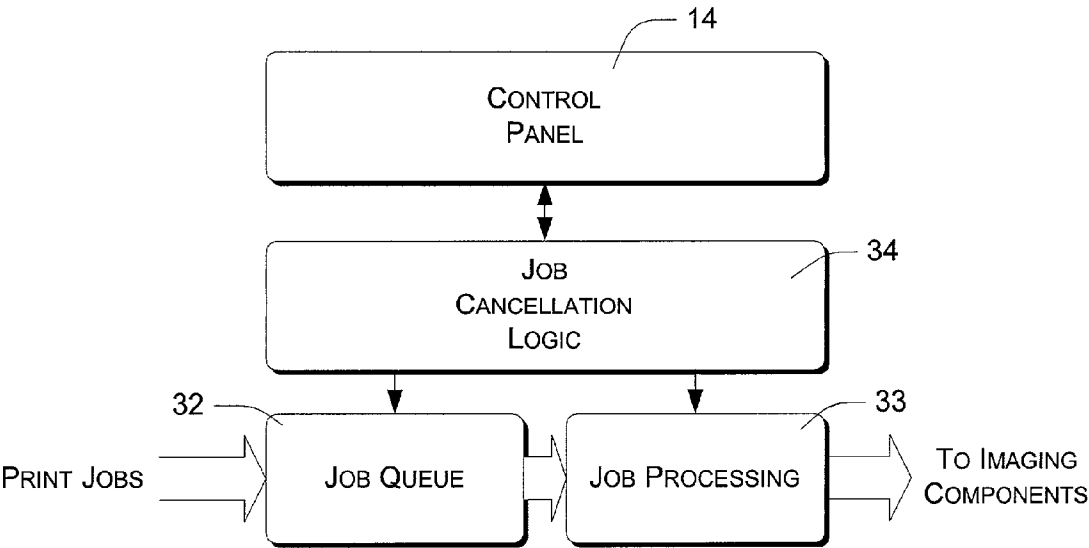 14
CONTROL
PANEL
34
JOB
CANCELLATION
LOGIC
32
33
PRINT JOBS
JOB QUEUE
JOB PROCESSING
TO IMAGING
COMPONENTS